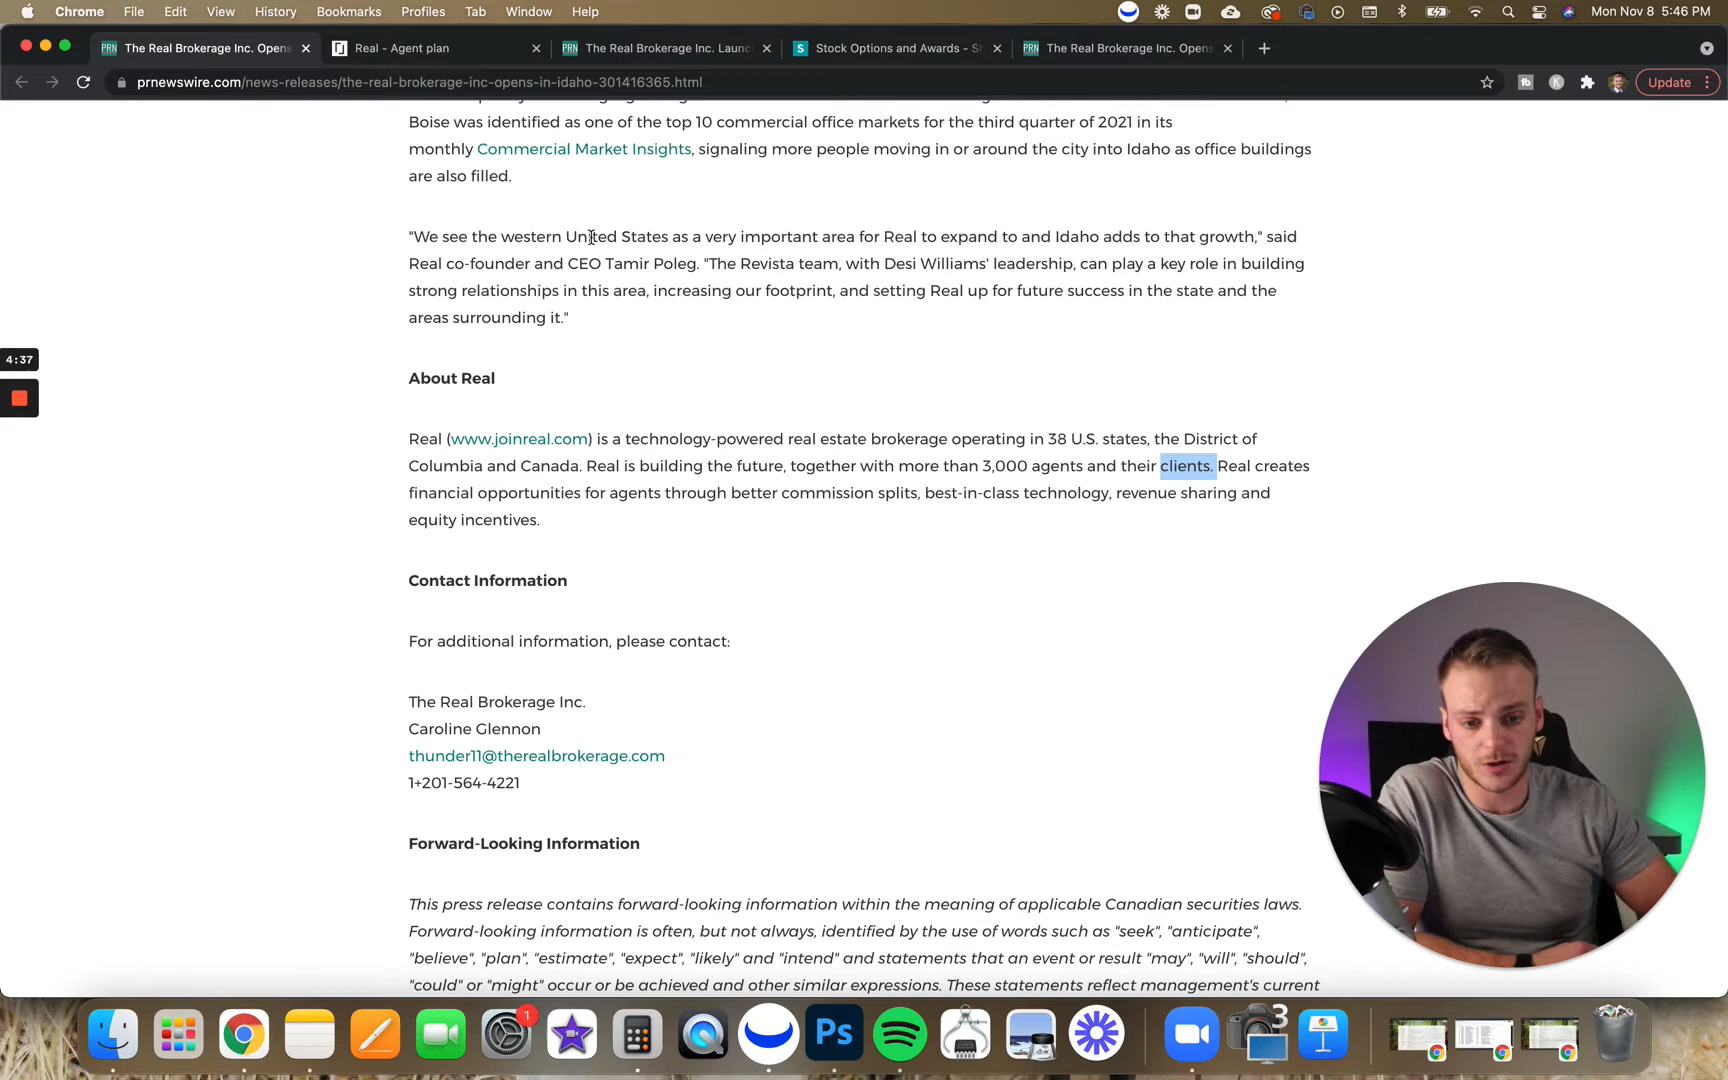 Chrome File Edit View History Bookmarks Profiles Tab Window Help Mon Nov 8 5:46 PM
PRN The Real Brokerage Inc. Opens Real - Agent plan PRN The Real Brokerage Inc. Laun S Stock Options and Awards - S PRN The Real Brokerage Inc. Opens
prnewswire.com/news-releases/the-real-brokerage-inc-opens-in-idaho-301416365.html tb K Update
Boise was identified as one of the top 10 commercial office markets for the third quarter of 2021 in its
monthly Commercial Market Insights, signaling more people moving in or around the city into Idaho as office buildings
are also filled.
"We see the western United States as a very important area for Real to expand to and Idaho adds to that growth," said
Real co-founder and CEO Tamir Poleg. "The Revista team, with Desi Williams' leadership, can play a key role in building
strong relationships in this area, increasing our footprint, and setting Real up for future success in the state and the
areas surrounding it."
4:37
About Real
Real (www.joinreal.com) is a technology-powered real estate brokerage operating in 38 U.S. states, the District of
Columbia and Canada. Real is building the future, together with more than 3,000 agents and their clients. Real creates
financial opportunities for agents through better commission splits, best-in-class technology, revenue sharing and
equity incentives.
Contact Information
For additional information, please contact:
The Real Brokerage Inc.
Caroline Glennon
thunder11@therealbrokerage.com
1+201-564-4221
Forward-Looking Information
This press release contains forward-looking information within the meaning of applicable Canadian securities laws.
Forward-looking information is often, but not always, identified by the use of words such as "seek", "anticipate",
"believe", "plan", "estimate", "expect", "likely" and "intend" and statements that an event or result "may", "will", "should",
"could" or "might" occur or be achieved and other similar expressions. These statements reflect management's current
1 Ps 3